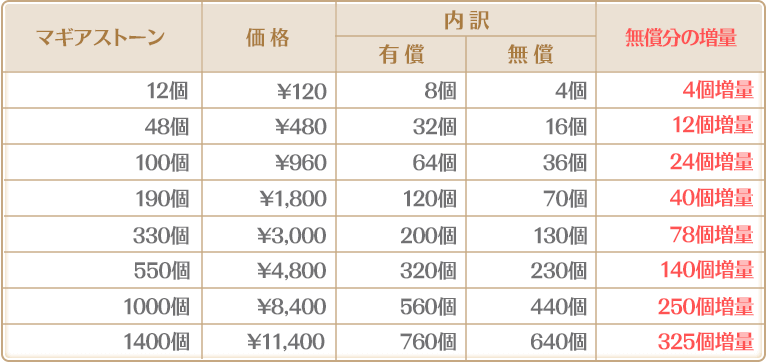 マギアストーン 価格 内訳 無償分の増量
有償 無償
12個 ¥120 8個 4個 4個増量
48個 ¥480 32個 16個 12個増量
100個 ¥960 64個 36個 24個増量
190個 ¥1,800 120個 70個 40個増量
330個 ¥3,000 200個 130個 78個増量
550個 ¥4,800 320個 230個 140個増量
1000個 ¥8,400 560個 440個 250個増量
1400個 ¥11,400 760個 640個 325個増量